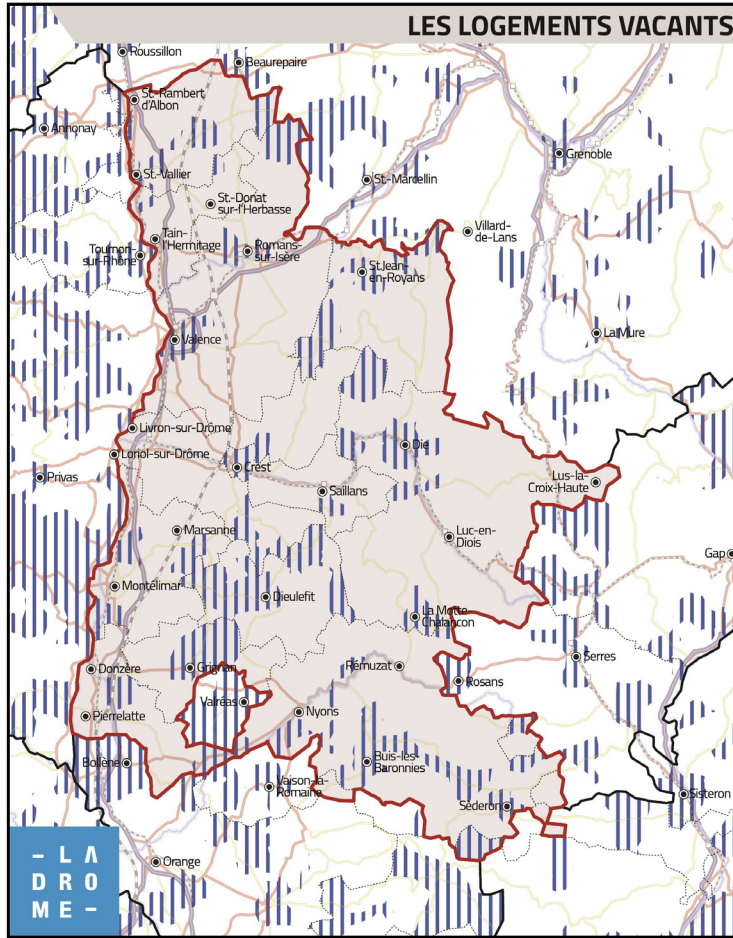 LES LOGEMENTS VACANTS
Roussillon
Beaurepaire
St.-Rambert
d'Albon
Annonay
Grenoble
St.-Vallier
St.-Marcellin
St.-Donat
sur-l'Herbasse
Villard-
de-Lans
Tain-
l'Hermitage
Tournon-
sur-Rhône
Romans-
sur-Isère
St.Jean-
en-Royans
La Mure
Valence
Livron-sur-Drôme
Die
Loriol-sur-Drôme
Crest
Privas
Lus-la-
Croix-Haute
Saillans
Marsanne
Luc-en-
Diois
Gap
Montélimar
Dieulefit
La Motte
Chalancon
Serres
Donzère
Grignan
Rémuzat
Rosans
Valréas
Nyons
Pierrelatte
Bollène
Buis-les-
Baronnies
Vaison-la-
Romaine
Séderon
Sisteron
Orange
– L A
D R O
M E –